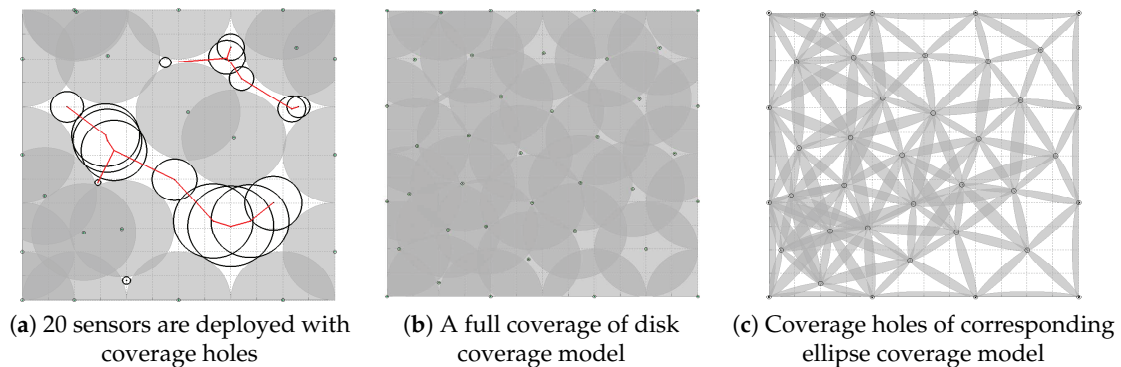 (a) 20 sensors are deployed with
coverage holes
(b) A full coverage of disk
coverage model
(c) Coverage holes of corresponding
ellipse coverage model